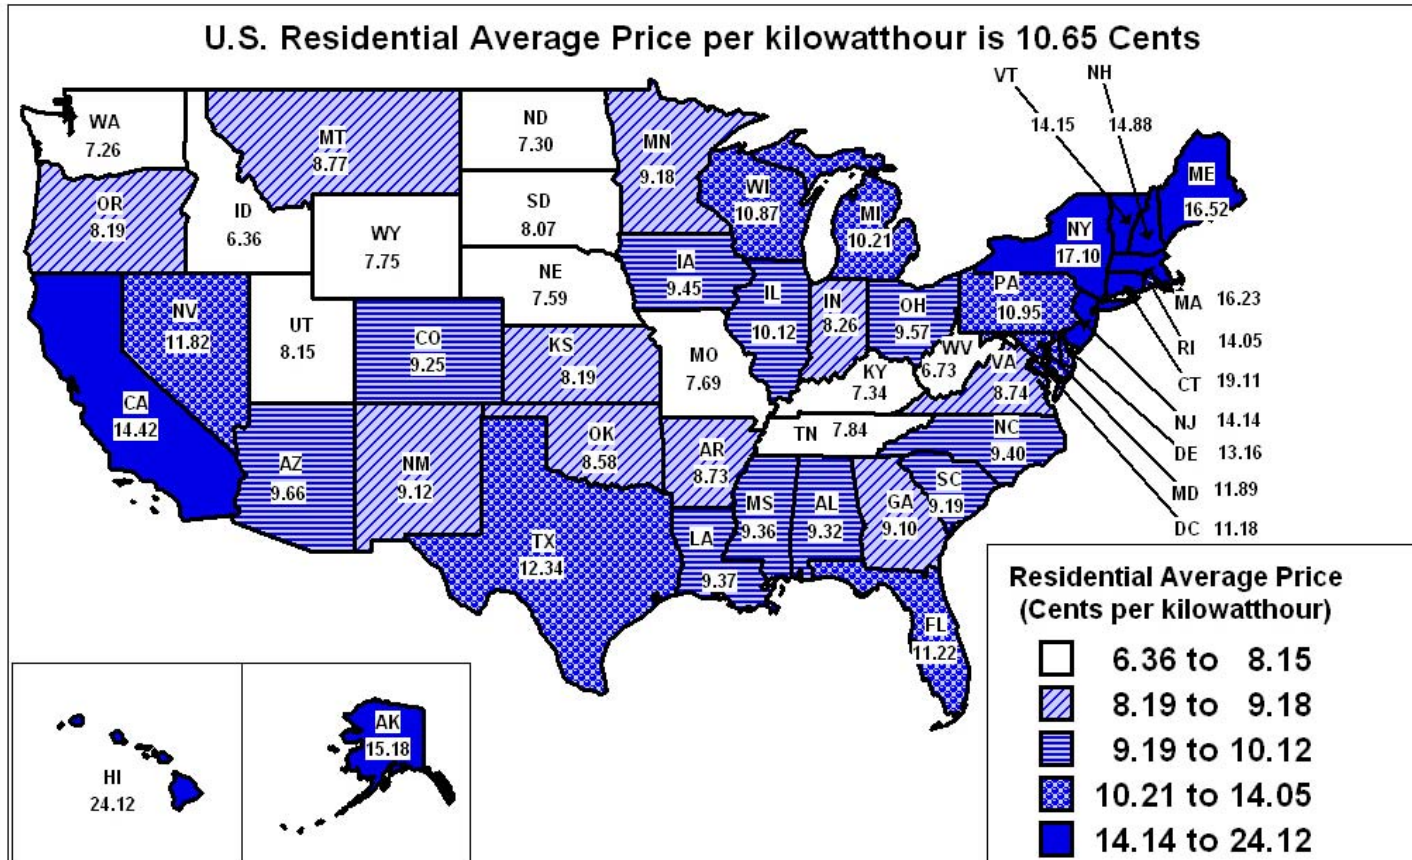 U.S. Residential Average Price per kilowatthour is 10.65 Cents
VT
NH
14.15
14.88
WA
7.26
MT
8.77
ND
7.30
MN
9.18
OR
8.19
ID
6.36
WY
7.75
SD
8.07
WI
10.87
MI
10.21
ME
16.52
NY
17.10
NV
11.82
UT
8.15
CO
9.25
NE
7.59
IA
9.45
IL
10.12
IN
8.26
OH
9.57
PA
10.95
MA 16.23
RI 14.05
CT 19.11
NJ 14.14
DE 13.16
MD 11.89
DC 11.18
CA
14.42
KS
8.19
MO
7.69
KY
7.34
WV
6.73
VA
8.74
AZ
9.66
NM
9.12
OK
8.58
AR
8.73
TN 7.84
NC
9.40
SC
9.19
TX
12.34
LA
9.37
MS
9.36
AL
9.32
GA
9.10
FL
11.22
HI
24.12
AK
15.18
Residential Average Price
(Cents per kilowatthour)
6.36 to 8.15
8.19 to 9.18
9.19 to 10.12
10.21 to 14.05
14.14 to 24.12